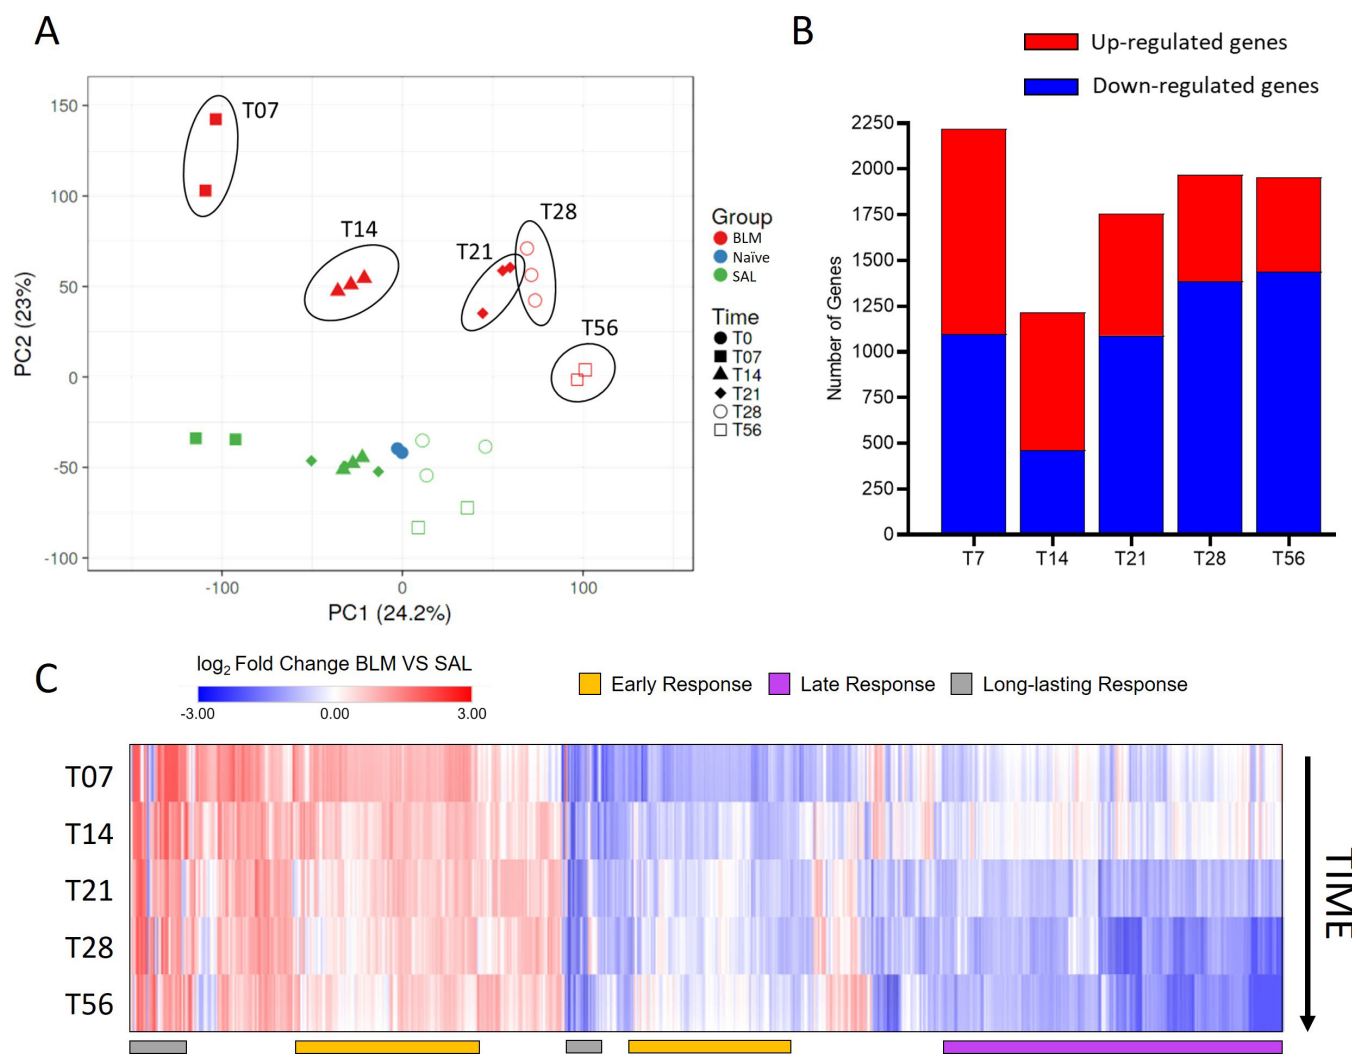 A
150
100
50
0
-50
-100
-100
0
100
PC2 (23%)
PC1 (24.2%)
T07
T14
T21
T28
T56
Group
BLM
Naïve
SAL
Time
T0
T07
T14
T21
T28
T56
B
Up-regulated genes
Down-regulated genes
Number of Genes
2250
2000
1750
1500
1250
1000
750
500
250
0
T7
T14
T21
T28
T56
C
log2 Fold Change BLM VS SAL
-3.00
0.00
3.00
Early Response
Late Response
Long-lasting Response
T07
T14
T21
T28
T56
TIME